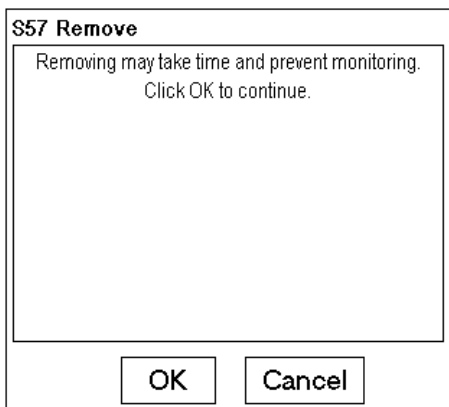 S57 Remove
Removing may take time and prevent monitoring.
Click OK to continue.
OK
Cancel